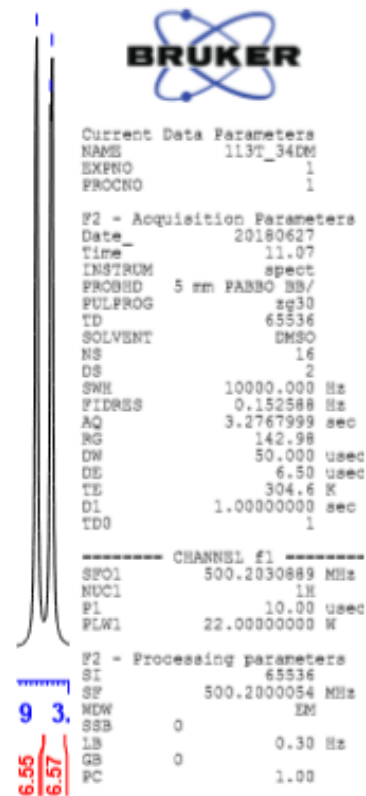 BRUKER
Current Data Parameters
NAME 113T_34DM
EXPNO 1
PROCNO 1
F2 - Acquisition Parameters
Date_ 20180627
Time 11.07
INSTRUM spect
PROBHD 5 mm PABBO BB/
PULPROG zg30
TD 65536
SOLVENT DMSO
NS 16
DS 2
SWH 10000.000 Hz
FIDRES 0.152588 Hz
AQ 3.2767999 sec
RG 142.98
DW 50.000 usec
DE 6.50 usec
TE 304.6 K
D1 1.00000000 sec
TD0 1
======== CHANNEL f1 ========
SFO1 500.2030889 MHz
NUC1 1H
P1 10.00 usec
PLW1 22.00000000 W
F2 - Processing parameters
SI 65536
SF 500.2000054 MHz
WDW EM
SSB 0
LB 0.30 Hz
GB 0
PC 1.00
9 3.
6.55
6.57